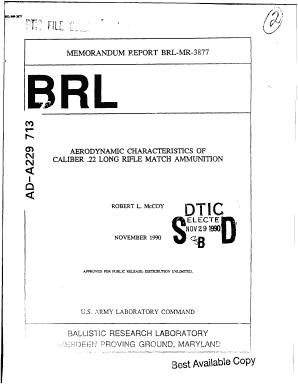 2
MEMORANDUM REPORT BRL-MR-3877
BRL
AD-A229 713
AERODYNAMIC CHARACTERISTICS OF
CALIBER .22 LONG RIFLE MATCH AMMUNITION
ROBERT L. McCOY
DTIC
ELECTE
NOV 29 1990
S B D
NOVEMBER 1990
APPROVED FOR PUBLIC RELEASE; DISTRIBUTION UNLIMITED.
U.S. ARMY LABORATORY COMMAND
BALLISTIC RESEARCH LABORATORY
ABERDEEN PROVING GROUND, MARYLAND
Best Available Copy